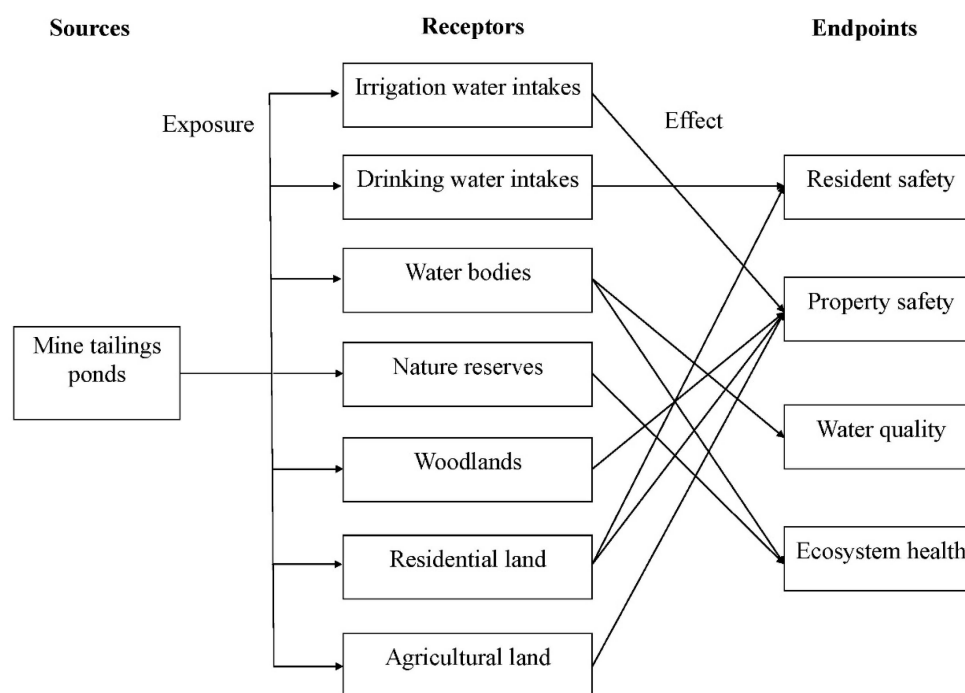 Sources
Receptors
Endpoints
Exposure
Effect
Mine tailings
ponds
Irrigation water intakes
Drinking water intakes
Water bodies
Nature reserves
Woodlands
Residential land
Agricultural land
Resident safety
Property safety
Water quality
Ecosystem health